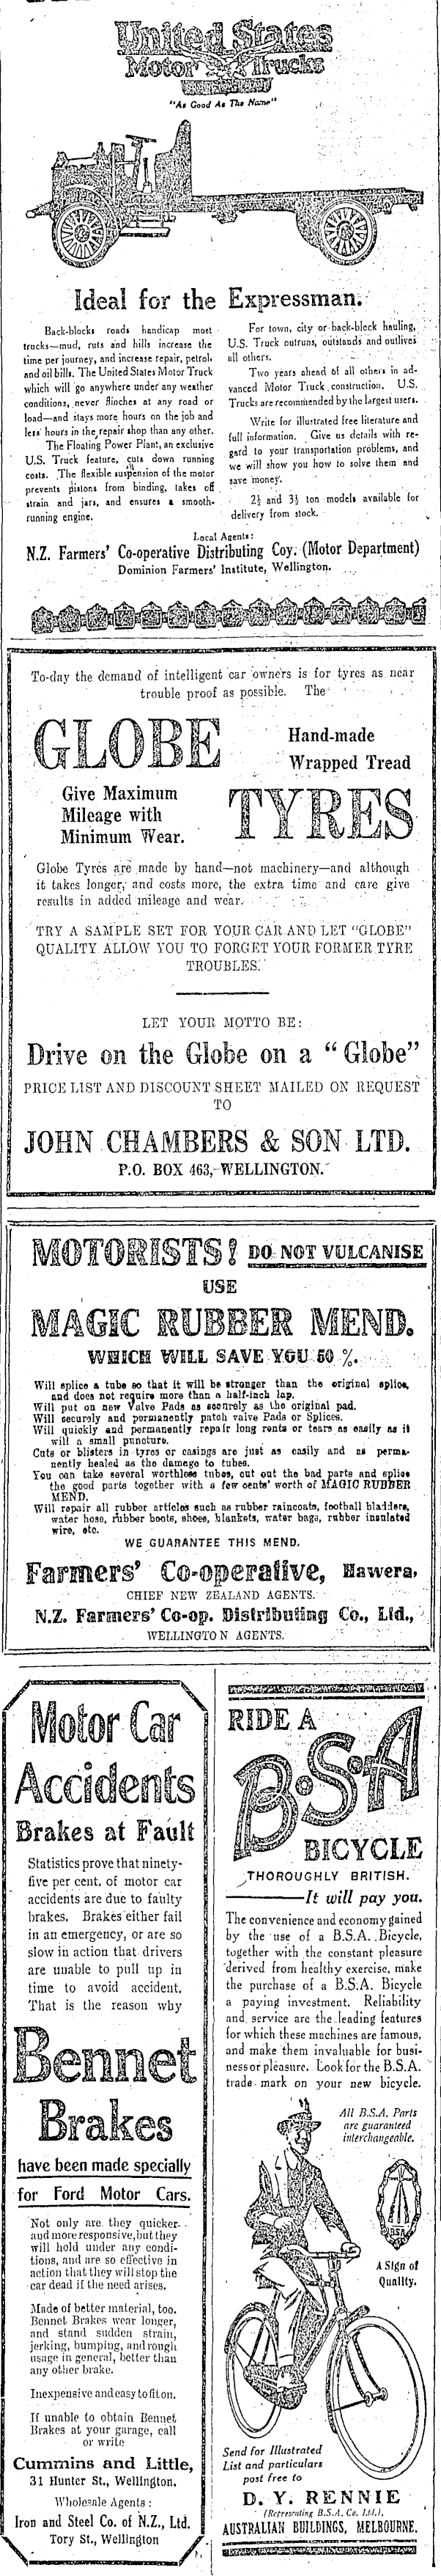 United States
Motor Trucks
"As Good As The Name"
Ideal for the Expressman.
Back-blocks roads handicap most
trucks—mud, ruts and hills increase the
time per journey, and increase repair, petrol,
and oil bills. The United States Motor Truck
which will go anywhere under any weather
conditions, never flinches at any road or
load—and stays more hours on the job and
less hours in the repair shop than any other.
The Floating Power Plant, an exclusive
U.S. Truck feature, cuts down running
costs. The flexible suspension of the motor
prevents pistons from binding, takes off
strain and jars, and ensures a smooth-
running engine.
For town, city or back-block hauling,
U.S. Truck outruns, outstands and outlives
all others.
Two years ahead of all others in ad-
vanced Motor Truck construction. U.S.
Trucks are recommended by the largest users.
Write for illustrated free literature and
full information. Give us details with re-
gard to your transportation problems, and
we will show you how to solve them and
save money.
2½ and 3½ ton models available for
delivery from stock.
Local Agents:
N.Z. Farmers' Co-operative Distributing Coy. (Motor Department)
Dominion Farmers' Institute, Wellington.
To-day the demand of intelligent car owners is for tyres as near
trouble proof as possible. The
GLOBE
Hand-made
Wrapped Tread
Give Maximum
Mileage with
Minimum Wear.
TYRES
Globe Tyres are made by hand—not machinery—and although
it takes longer, and costs more, the extra time and care give
results in added mileage and wear.
TRY A SAMPLE SET FOR YOUR CAR AND LET "GLOBE"
QUALITY ALLOW YOU TO FORGET YOUR FORMER TYRE
TROUBLES.
LET YOUR MOTTO BE:
Drive on the Globe on a "Globe"
PRICE LIST AND DISCOUNT SHEET MAILED ON REQUEST
TO
JOHN CHAMBERS & SON LTD.
P.O. BOX 463, WELLINGTON.
MOTORISTS! DO NOT VULCANISE
USE
MAGIC RUBBER MEND.
WHICH WILL SAVE YOU 50 %.
Will splice a tube so that it will be stronger than the original splice,
and does not require more than a half-inch lap.
Will put on new Valve Pads as securely as the original pad.
Will securely and permanently patch valve Pads or Splices.
Will quickly and permanently repair long rents or tears as easily as it
will a small puncture.
Cuts or blisters in tyres or casings are just as easily and as perma-
nently healed as the damage to tubes.
You can take several worthless tubes, cut out the bad parts and splice
the good parts together with a few cents' worth of MAGIC RUBBER
MEND.
Will repair all rubber articles such as rubber raincoats, football bladders,
water hose, rubber boots, shoes, blankets, water bags, rubber insulated
wire, etc.
WE GUARANTEE THIS MEND.
Farmers' Co-operative, Hawera,
CHIEF NEW ZEALAND AGENTS.
N.Z. Farmers' Co-op. Distributing Co., Ltd.,
WELLINGTON AGENTS.
Motor Car
Accidents
Brakes at Fault
Statistics prove that ninety-
five per cent. of motor car
accidents are due to faulty
brakes. Brakes either fail
in an emergency, or are so
slow in action that drivers
are unable to pull up in
time to avoid accident.
That is the reason why
Bennet
Brakes
have been made specially
for Ford Motor Cars.
Not only are they quicker
and more responsive, but they
will hold under any condi-
tions, and are so effective in
action that they will stop the
car dead if the need arises.
Made of better material, too.
Bennet Brakes wear longer,
and stand sudden strain,
jerking, bumping, and rough
usage in general, better than
any other brake.
Inexpensive and easy to fit on.
If unable to obtain Bennet
Brakes at your garage, call
or write
Cummins and Little,
31 Hunter St., Wellington.
Wholesale Agents:
Iron and Steel Co. of N.Z., Ltd.
Tory St., Wellington
RIDE A
B.S.A
BICYCLE
THOROUGHLY BRITISH.
It will pay you.
The convenience and economy gained
by the use of a B.S.A. Bicycle,
together with the constant pleasure
derived from healthy exercise, make
the purchase of a B.S.A. Bicycle
a paying investment. Reliability
and service are the leading features
for which these machines are famous,
and make them invaluable for busi-
ness or pleasure. Look for the B.S.A.
trade mark on your new bicycle.
All B.S.A. Parts
are guaranteed
interchangeable.
BSA
A Sign of
Quality.
Send for Illustrated
List and particulars
post free to
D. Y. RENNIE
(Representing B.S.A. Co. Ltd.),
AUSTRALIAN BUILDINGS, MELBOURNE.